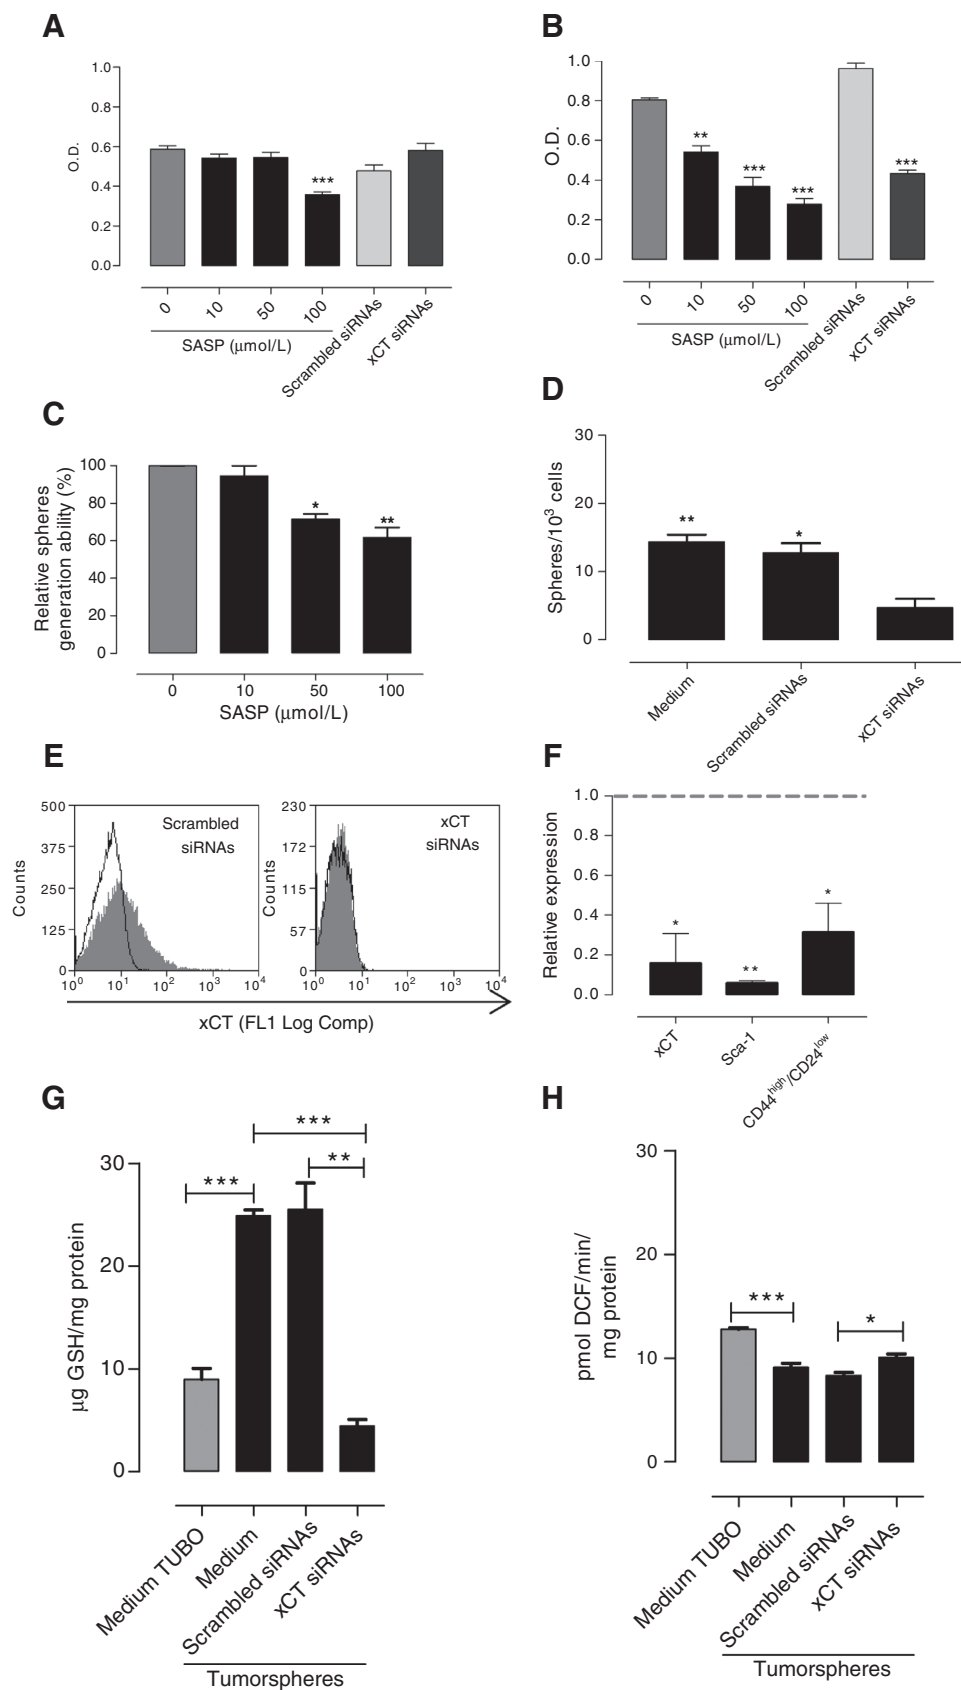 A
1.0
0.8
0.6
0.4
0.2
0.0
O.D.
***
0
10
50
100
Scrambled siRNAs
xCT siRNAs
SASP (μmol/L)
B
1.0
0.8
0.6
0.4
0.2
0.0
O.D.
**
***
***
***
0
10
50
100
Scrambled siRNAs
xCT siRNAs
SASP (μmol/L)
C
Relative spheres
generation ability (%)
100
80
60
40
20
0
*
**
0
10
50
100
SASP (μmol/L)
D
Spheres/10³ cells
30
20
10
0
**
*
Medium
Scrambled siRNAs
xCT siRNAs
E
Counts
500
375
250
125
0
Scrambled
siRNAs
10⁰ 10¹ 10² 10³ 10⁴
Counts
230
172
115
57
0
xCT
siRNAs
10⁰ 10¹ 10² 10³ 10⁴
xCT (FL1 Log Comp)
F
Relative expression
1.0
0.8
0.6
0.4
0.2
0.0
*
**
*
xCT
Sca-1
CD44high/CD24low
G
μg GSH/mg protein
30
20
10
0
***
***
**
Medium TUBO
Medium
Scrambled siRNAs
xCT siRNAs
Tumorspheres
H
pmol DCF/min/
mg protein
30
20
10
0
***
*
Medium TUBO
Medium
Scrambled siRNAs
xCT siRNAs
Tumorspheres